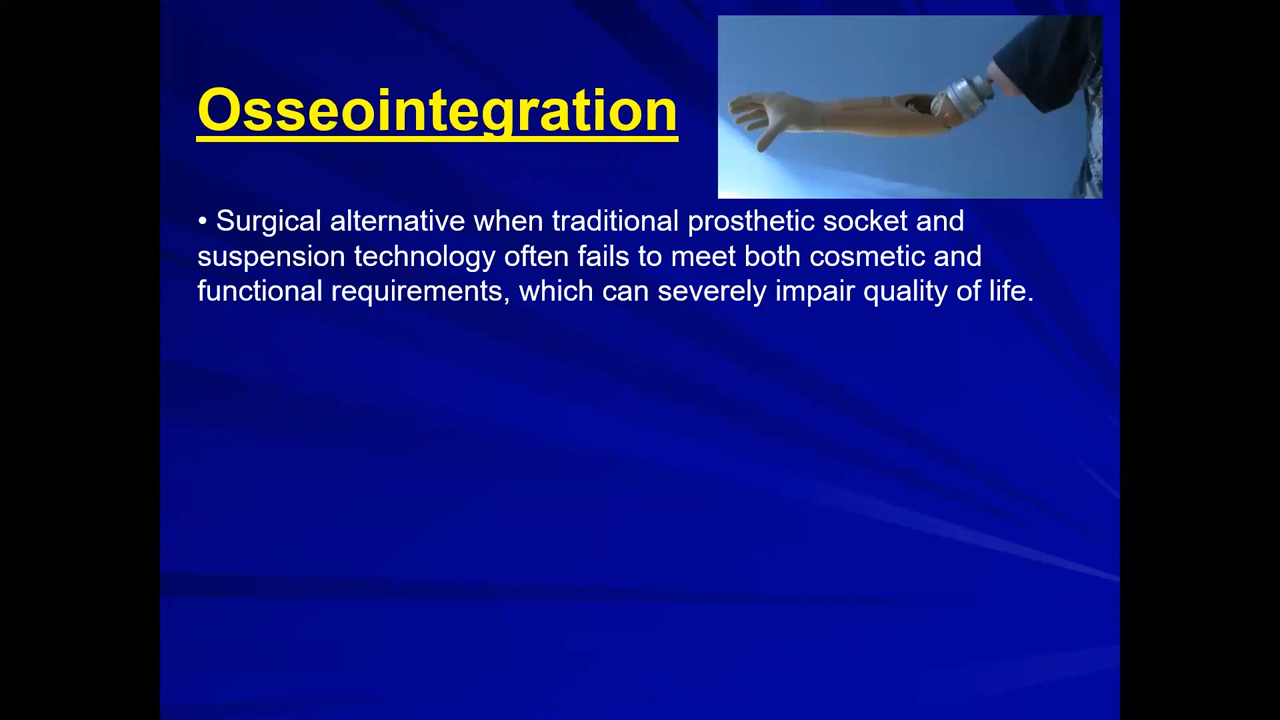 Osseointegration
• Surgical alternative when traditional prosthetic socket and
suspension technology often fails to meet both cosmetic and
functional requirements, which can severely impair quality of life.